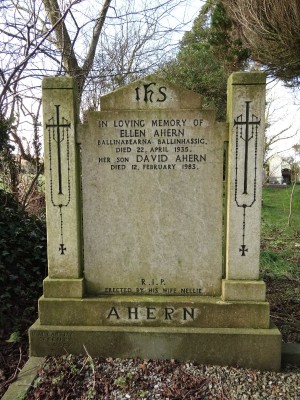 IHS
IN LOVING MEMORY OF
ELLEN AHERN
BALLINABEARNA BALLINHASSIG.
DIED 22, APRIL 1935.
HER SON DAVID AHERN
DIED 12, FEBRUARY 1983.
R.I.P.
ERECTED BY HIS WIFE NELLIE
AHERN